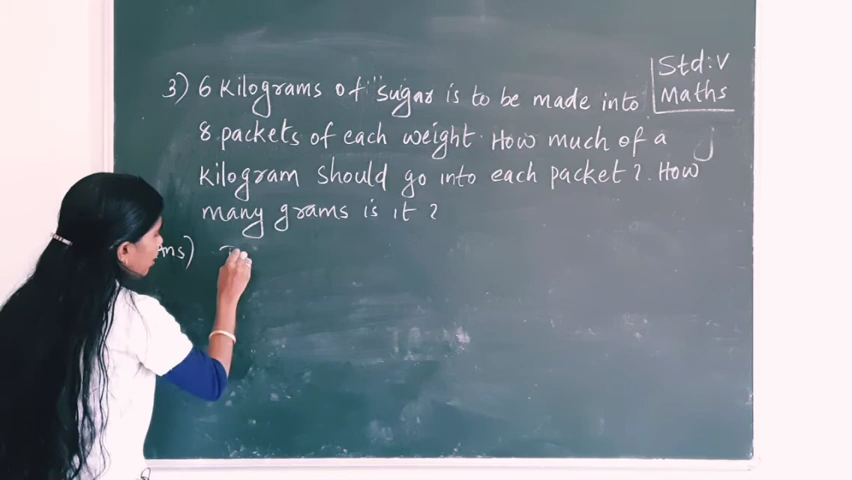 Std: V
Maths
3) 6 Kilograms of "sugar is to be made into
8 packets of each weight. How much of a
Kilogram should go into each packet ?. How
many grams is it ?
Ans) T